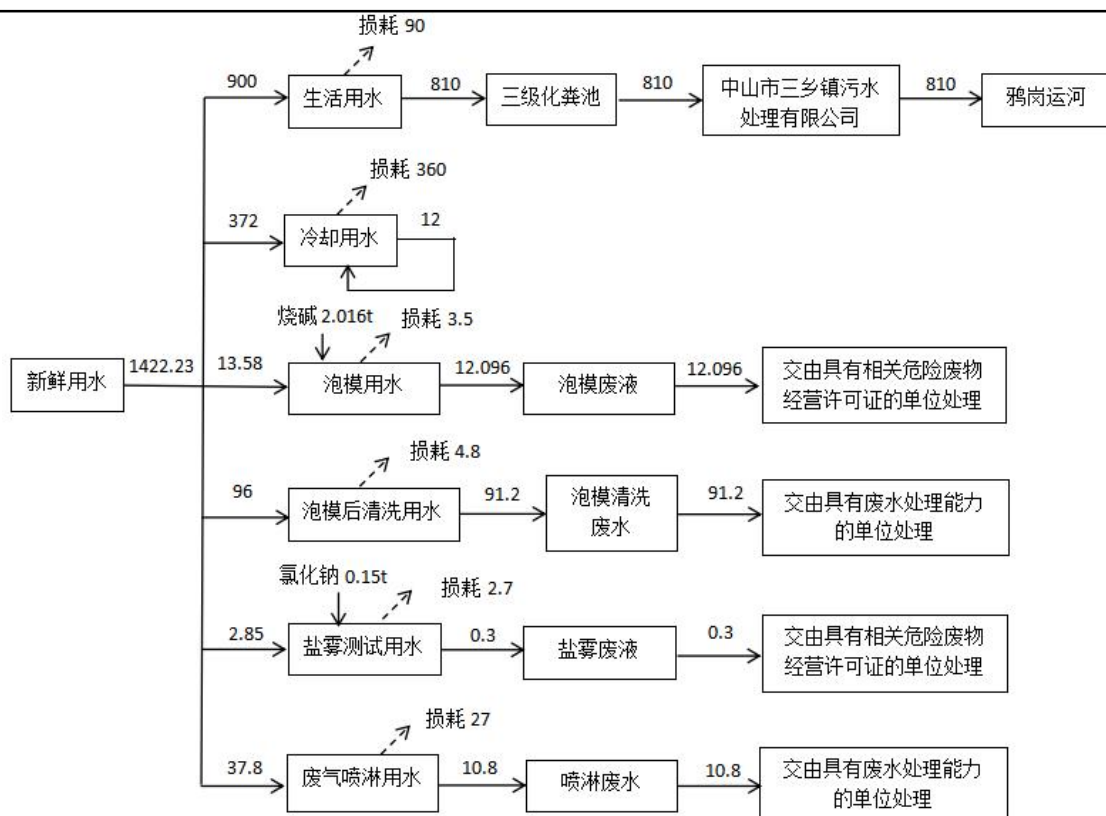 损耗 90
900
生活用水
810
三级化粪池
810
中山市三乡镇污水
处理有限公司
810
鸦岗运河
损耗 360
372
冷却用水
12
烧碱 2.016t
损耗 3.5
新鲜用水
1422.23
13.58
泡模用水
12.096
泡模废液
12.096
交由具有相关危险废物
经营许可证的单位处理
损耗 4.8
96
泡模后清洗用水
91.2
泡模清洗
废水
91.2
交由具有废水处理能力
的单位处理
氯化钠 0.15t
损耗 2.7
2.85
盐雾测试用水
0.3
盐雾废液
0.3
交由具有相关危险废物
经营许可证的单位处理
损耗 27
37.8
废气喷淋用水
10.8
喷淋废水
10.8
交由具有废水处理能力
的单位处理